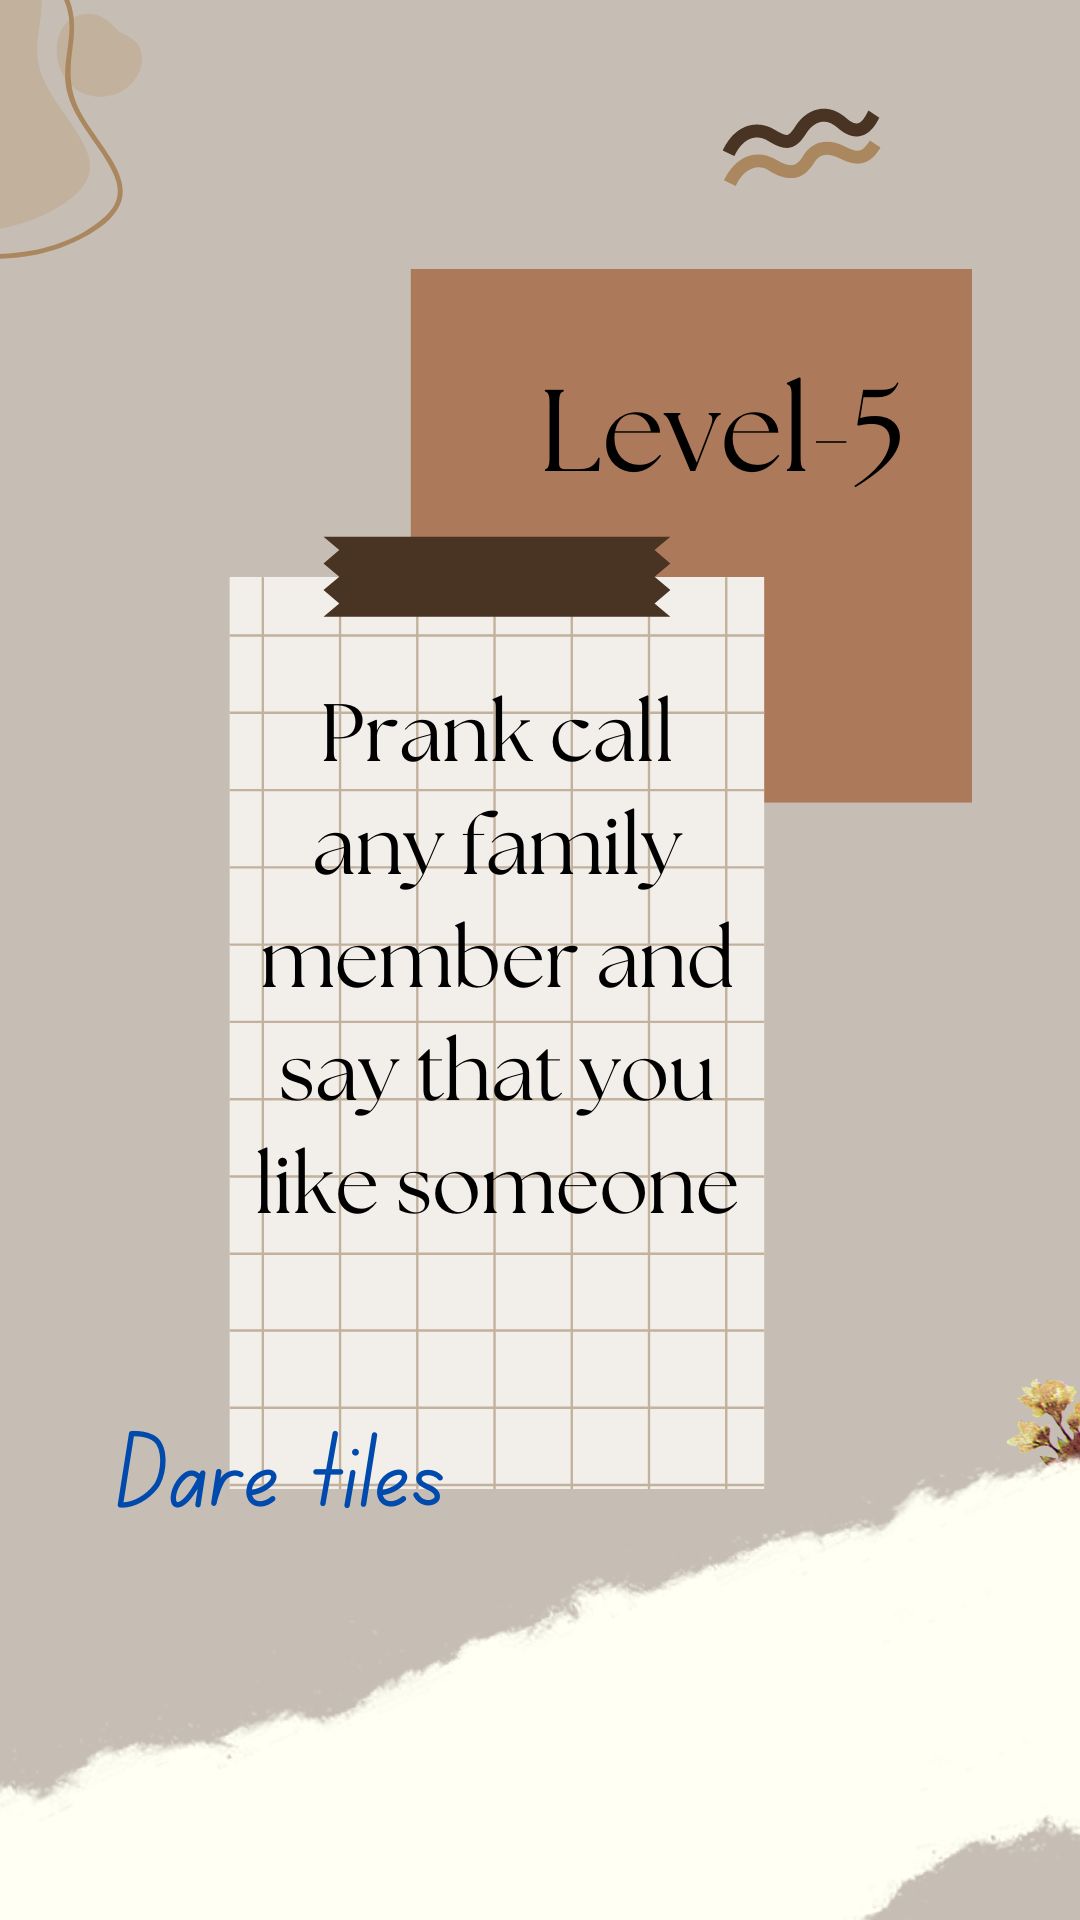 Level-5
Prank call
any family
member and
say that you
like someone
Dare tiles